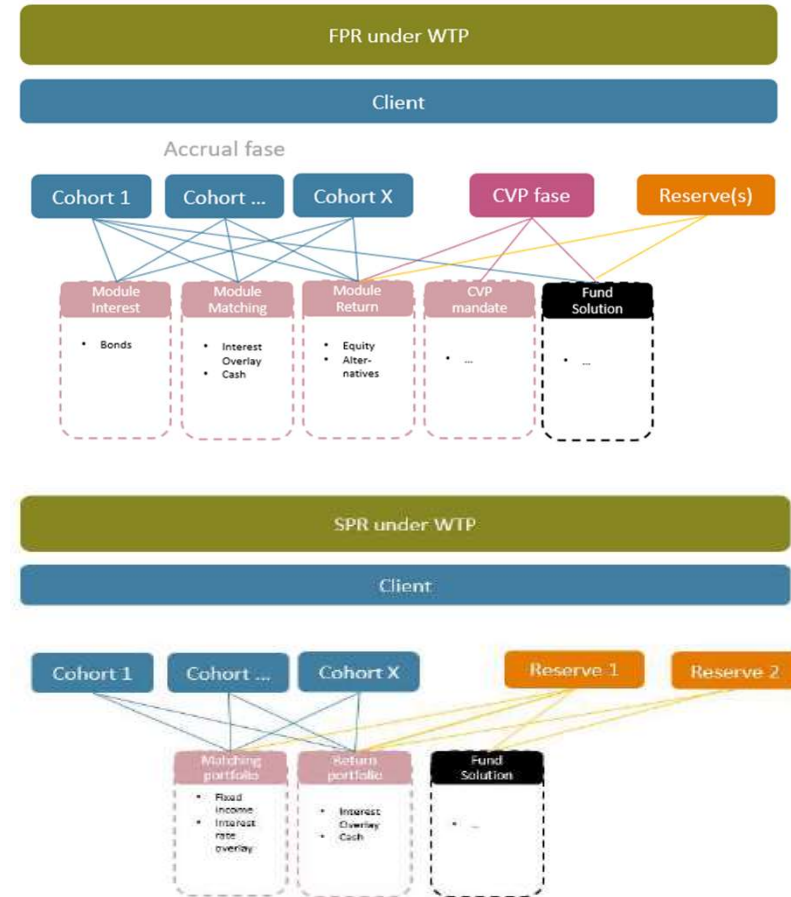 FPR under WTP
Client
Accrual fase
Cohort 1
Cohort ...
Cohort X
CVP fase
Reserve(s)
Module
Interest
• Bonds
Module
Matching
• Interest
Overlay
• Cash
Module
Return
• Equity
• Alter-
natives
CVP
mandate
• ...
Fund
Solution
• ...
SPR under WTP
Client
Cohort 1
Cohort ...
Cohort X
Reserve 1
Reserve 2
Matching
portfolio
• Fixed
income
• Interest
rate
overlay
Return
portfolio
• Interest
Overlay
• Cash
Fund
Solution
• ...